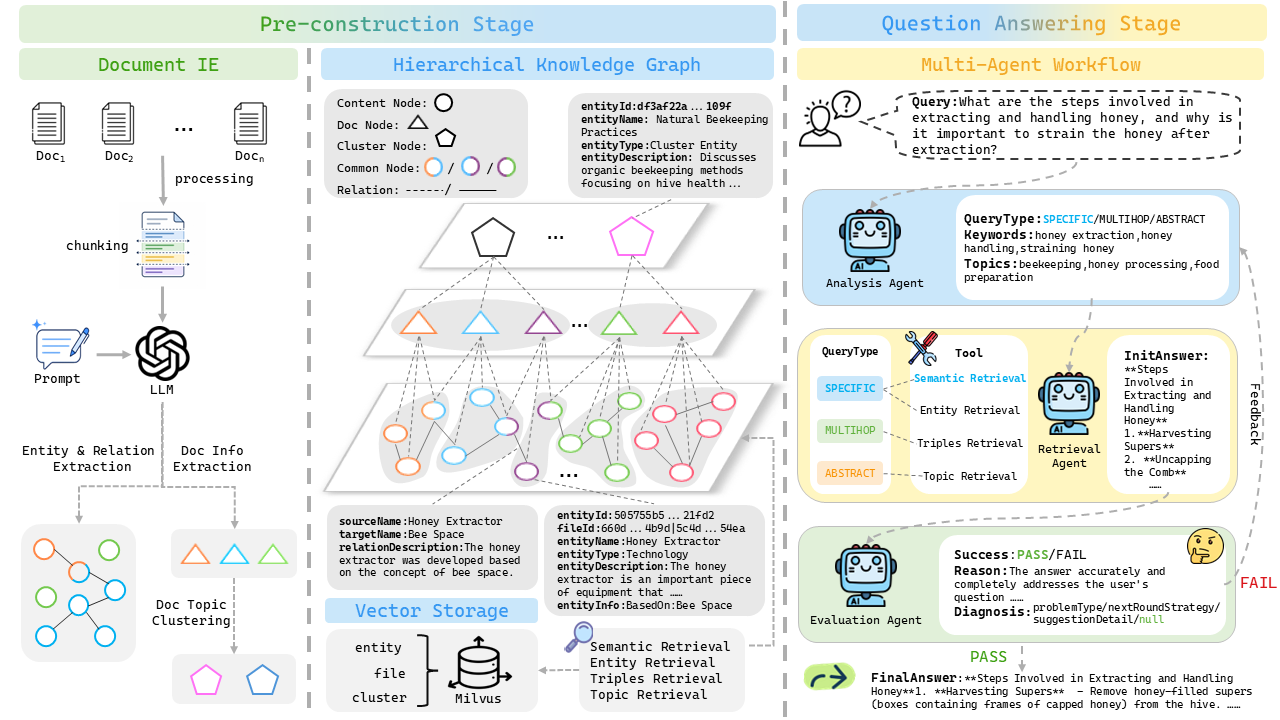 Pre-construction Stage
Document IE
Doc1
Doc2
...
Docn
processing
chunking
Prompt
LLM
Entity & Relation
Extraction
Doc Info
Extraction
Doc Topic
Clustering
Hierarchical Knowledge Graph
Content Node:
Doc Node:
Cluster Node:
Common Node: / /
Relation: ------/ ———
entityId:df3af22a...109f
entityName: Natural Beekeeping
Practices
entityType:Cluster Entity
entityDescription: Discusses
organic beekeeping methods
focusing on hive health...
...
...
...
sourceName:Honey Extractor
targetName:Bee Space
relationDescription:The honey
extractor was developed based
on the concept of bee space.
entityId:505755b5...21fd2
fileId:660d...4b9d|5c4d...54ea
entityName:Honey Extractor
entityType:Technology
entityDescription:The honey
extractor is an important piece
of equipment that ……
entityInfo:BasedOn:Bee Space
Vector Storage
entity
file
cluster
Milvus
Semantic Retrieval
Entity Retrieval
Triples Retrieval
Topic Retrieval
Question Answering Stage
Multi-Agent Workflow
?
Query:What are the steps involved in
extracting and handling honey, and why is
it important to strain the honey after
extraction?
AI
Analysis Agent
QueryType:SPECIFIC/MULTIHOP/ABSTRACT
Keywords:honey extraction,honey
handling,straining honey
Topics:beekeeping,honey processing,food
preparation
QueryType
SPECIFIC
MULTIHOP
ABSTRACT
Tool
Semantic Retrieval
Entity Retrieval
Triples Retrieval
Topic Retrieval
AI
Retrieval
Agent
InitAnswer:
**Steps
Involved in
Extracting and
Handling
Honey**
1.**Harvesting
Supers**
2. **Uncapping
the Comb**
……
Feedback
AI
Evaluation Agent
Success:PASS/FAIL
Reason:The answer accurately and
completely addresses the user's
question ……
Diagnosis:problemType/nextRoundStrategy/
suggestionDetail/null
FAIL
PASS
FinalAnswer:**Steps Involved in Extracting and Handling
Honey**1. **Harvesting Supers** – Remove honey-filled supers
(boxes containing frames of capped honey) from the hive. ……